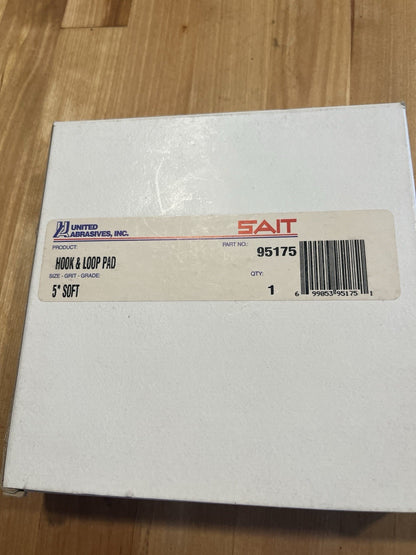 UNITED
ABRASIVES, INC.
SAIT
PRODUCT:
PART NO.:
95175
HOOK & LOOP PAD
SIZE - GRIT - GRADE:
QTY:
5" SOFT
1
6 99853 95175 1